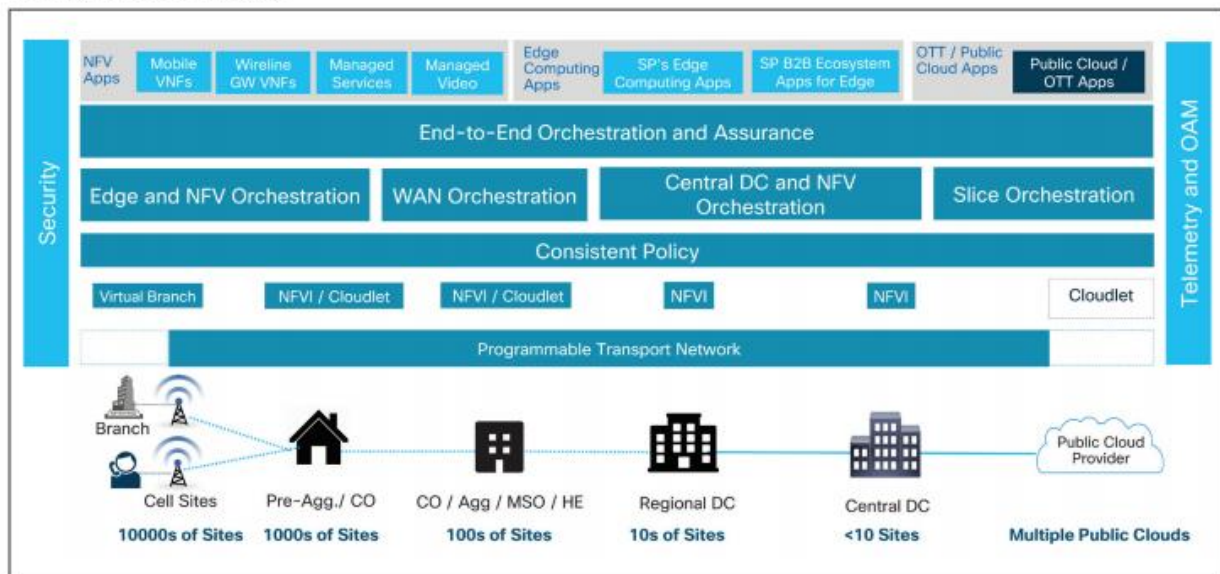 Security
NFV
Apps
Mobile
VNFs
Wireline
GW VNFs
Managed
Services
Managed
Video
Edge
Computing
Apps
SP's Edge
Computing Apps
SP B2B Ecosystem
Apps for Edge
OTT / Public
Cloud Apps
Public Cloud /
OTT Apps
Telemetry and OAM
End-to-End Orchestration and Assurance
Edge and NFV Orchestration
WAN Orchestration
Central DC and NFV
Orchestration
Slice Orchestration
Consistent Policy
Virtual Branch
NFVI / Cloudlet
NFVI / Cloudlet
NFVI
NFVI
Cloudlet
Programmable Transport Network
Branch
Public Cloud
Provider
Cell Sites
Pre-Agg./ CO
CO / Agg / MSO / HE
Regional DC
Central DC
10000s of Sites
1000s of Sites
100s of Sites
10s of Sites
<10 Sites
Multiple Public Clouds